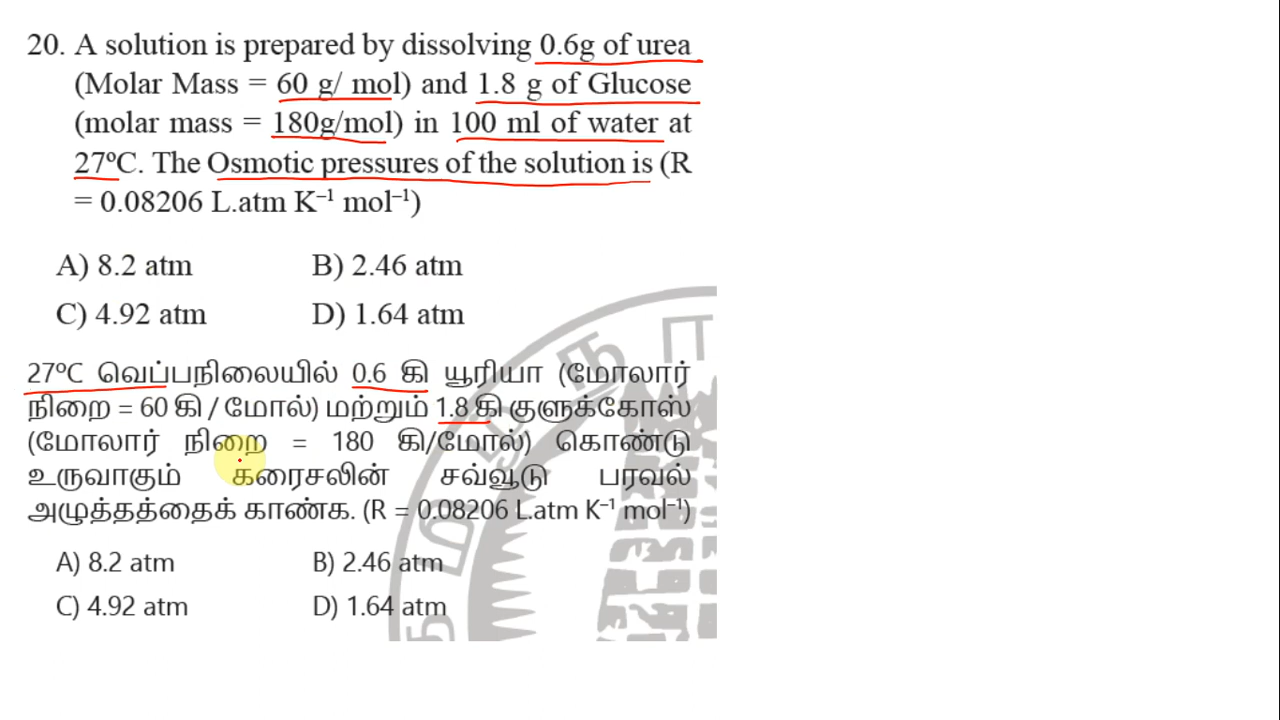 20. A solution is prepared by dissolving 0.6g of urea
(Molar Mass = 60 g/ mol) and 1.8 g of Glucose
(molar mass = 180g/mol) in 100 ml of water at
27ºC. The Osmotic pressures of the solution is (R
= 0.08206 L.atm K⁻¹ mol⁻¹)
A) 8.2 atm B) 2.46 atm
C) 4.92 atm D) 1.64 atm
27ºC வெப்பநிலையில் 0.6 கி யூரியா (மோலார்
நிறை = 60 கி / மோல்) மற்றும் 1.8 கி குளுக்கோஸ்
(மோலார் நிறை = 180 கி/மோல்) கொண்டு
உருவாகும் கரைசலின் சவ்வூடு பரவல்
அழுத்தத்தைக் காண்க. (R = 0.08206 L.atm K⁻¹ mol⁻¹)
A) 8.2 atm B) 2.46 atm
C) 4.92 atm D) 1.64 atm